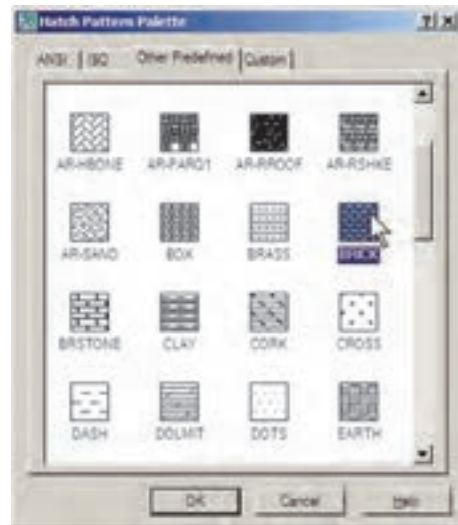 Hatch Pattern Palette
ANSI ISO Other Predefined Custom
AR-HBONE AR-PARQ1 AR-RROOF AR-RSHKE
AR-SAND BOX BRASS BRICK
BRSTONE CLAY CORK CROSS
DASH DOLMIT DOTS EARTH
OK Cancel Help